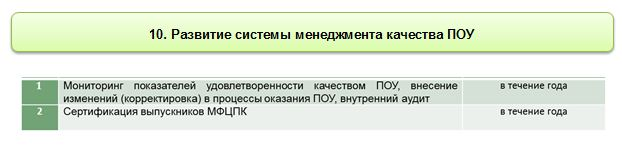 10. Развитие системы менеджмента качества ПОУ
1 Мониторинг показателей удовлетворенности качеством ПОУ, внесение в течение года
изменений (корректировка) в процессы оказания ПОУ, внутренний аудит
2 Сертификация выпускников МФЦПК в течение года